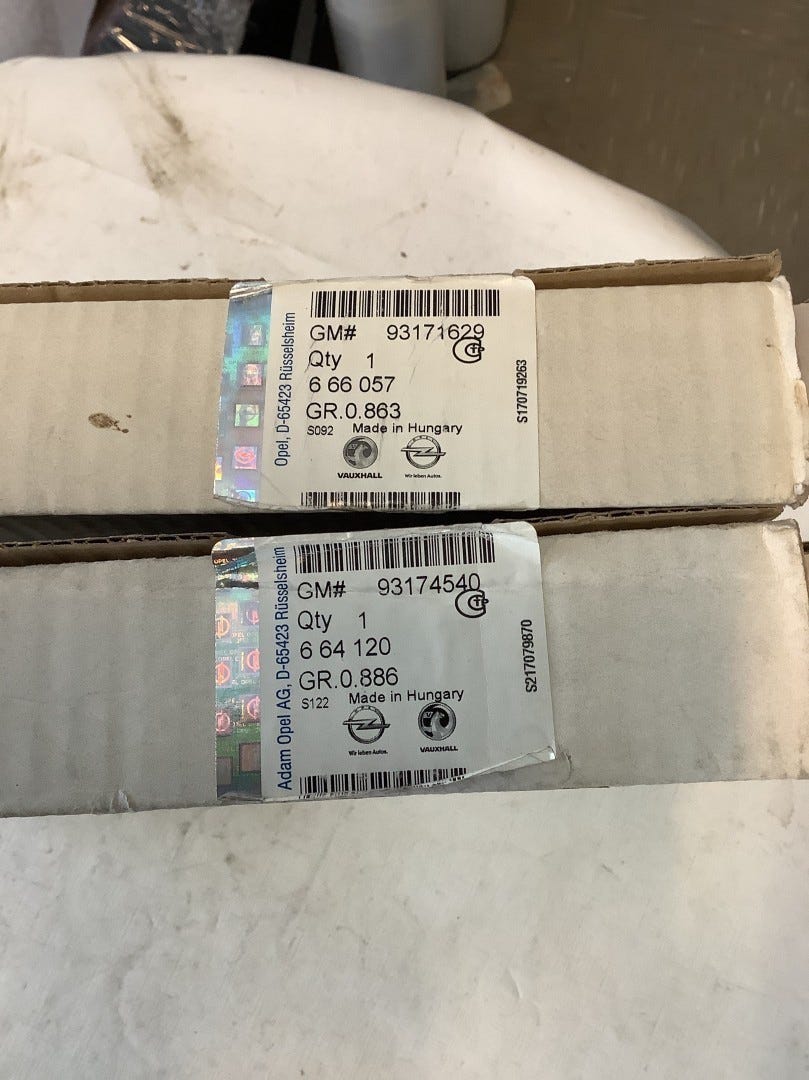 Opel, D-65423 Rüsselsheim
GM# 93171629
Qty 1
6 66 057
GR.0.863
S092 Made in Hungary
VAUXHALL
Wir leben Autos.
S170719263
Adam Opel AG, D-65423 Rüsselsheim
GM# 93174540
Qty 1
6 64 120
GR.0.886
S122 Made in Hungary
Wir leben Autos.
VAUXHALL
S217079870